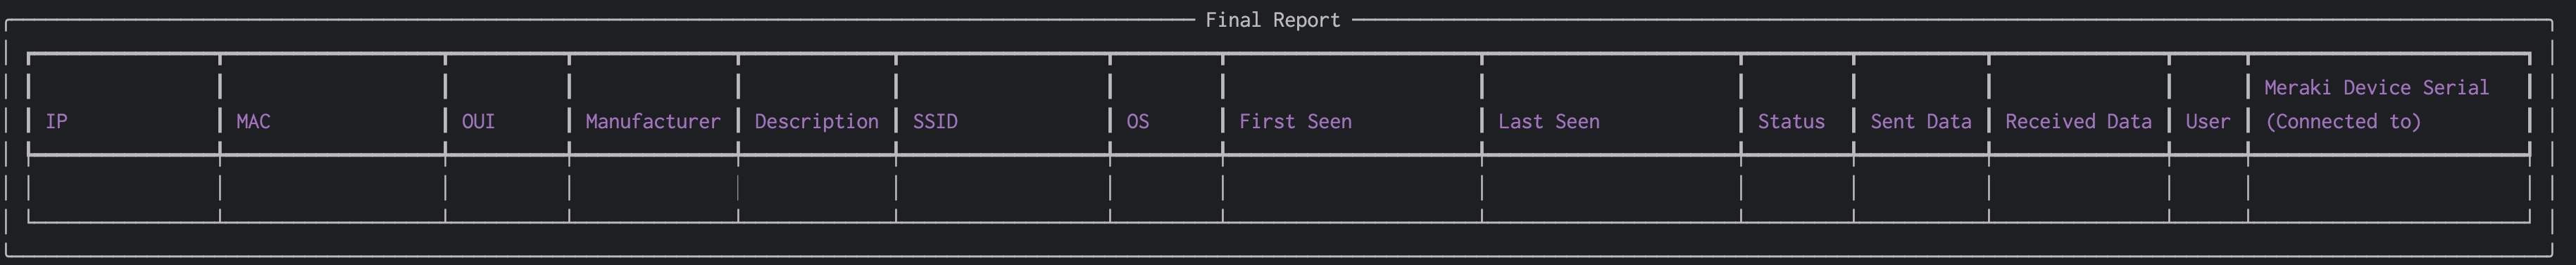 Final Report
Meraki Device Serial
IP MAC OUI Manufacturer Description SSID OS First Seen Last Seen Status Sent Data Received Data User (Connected to)